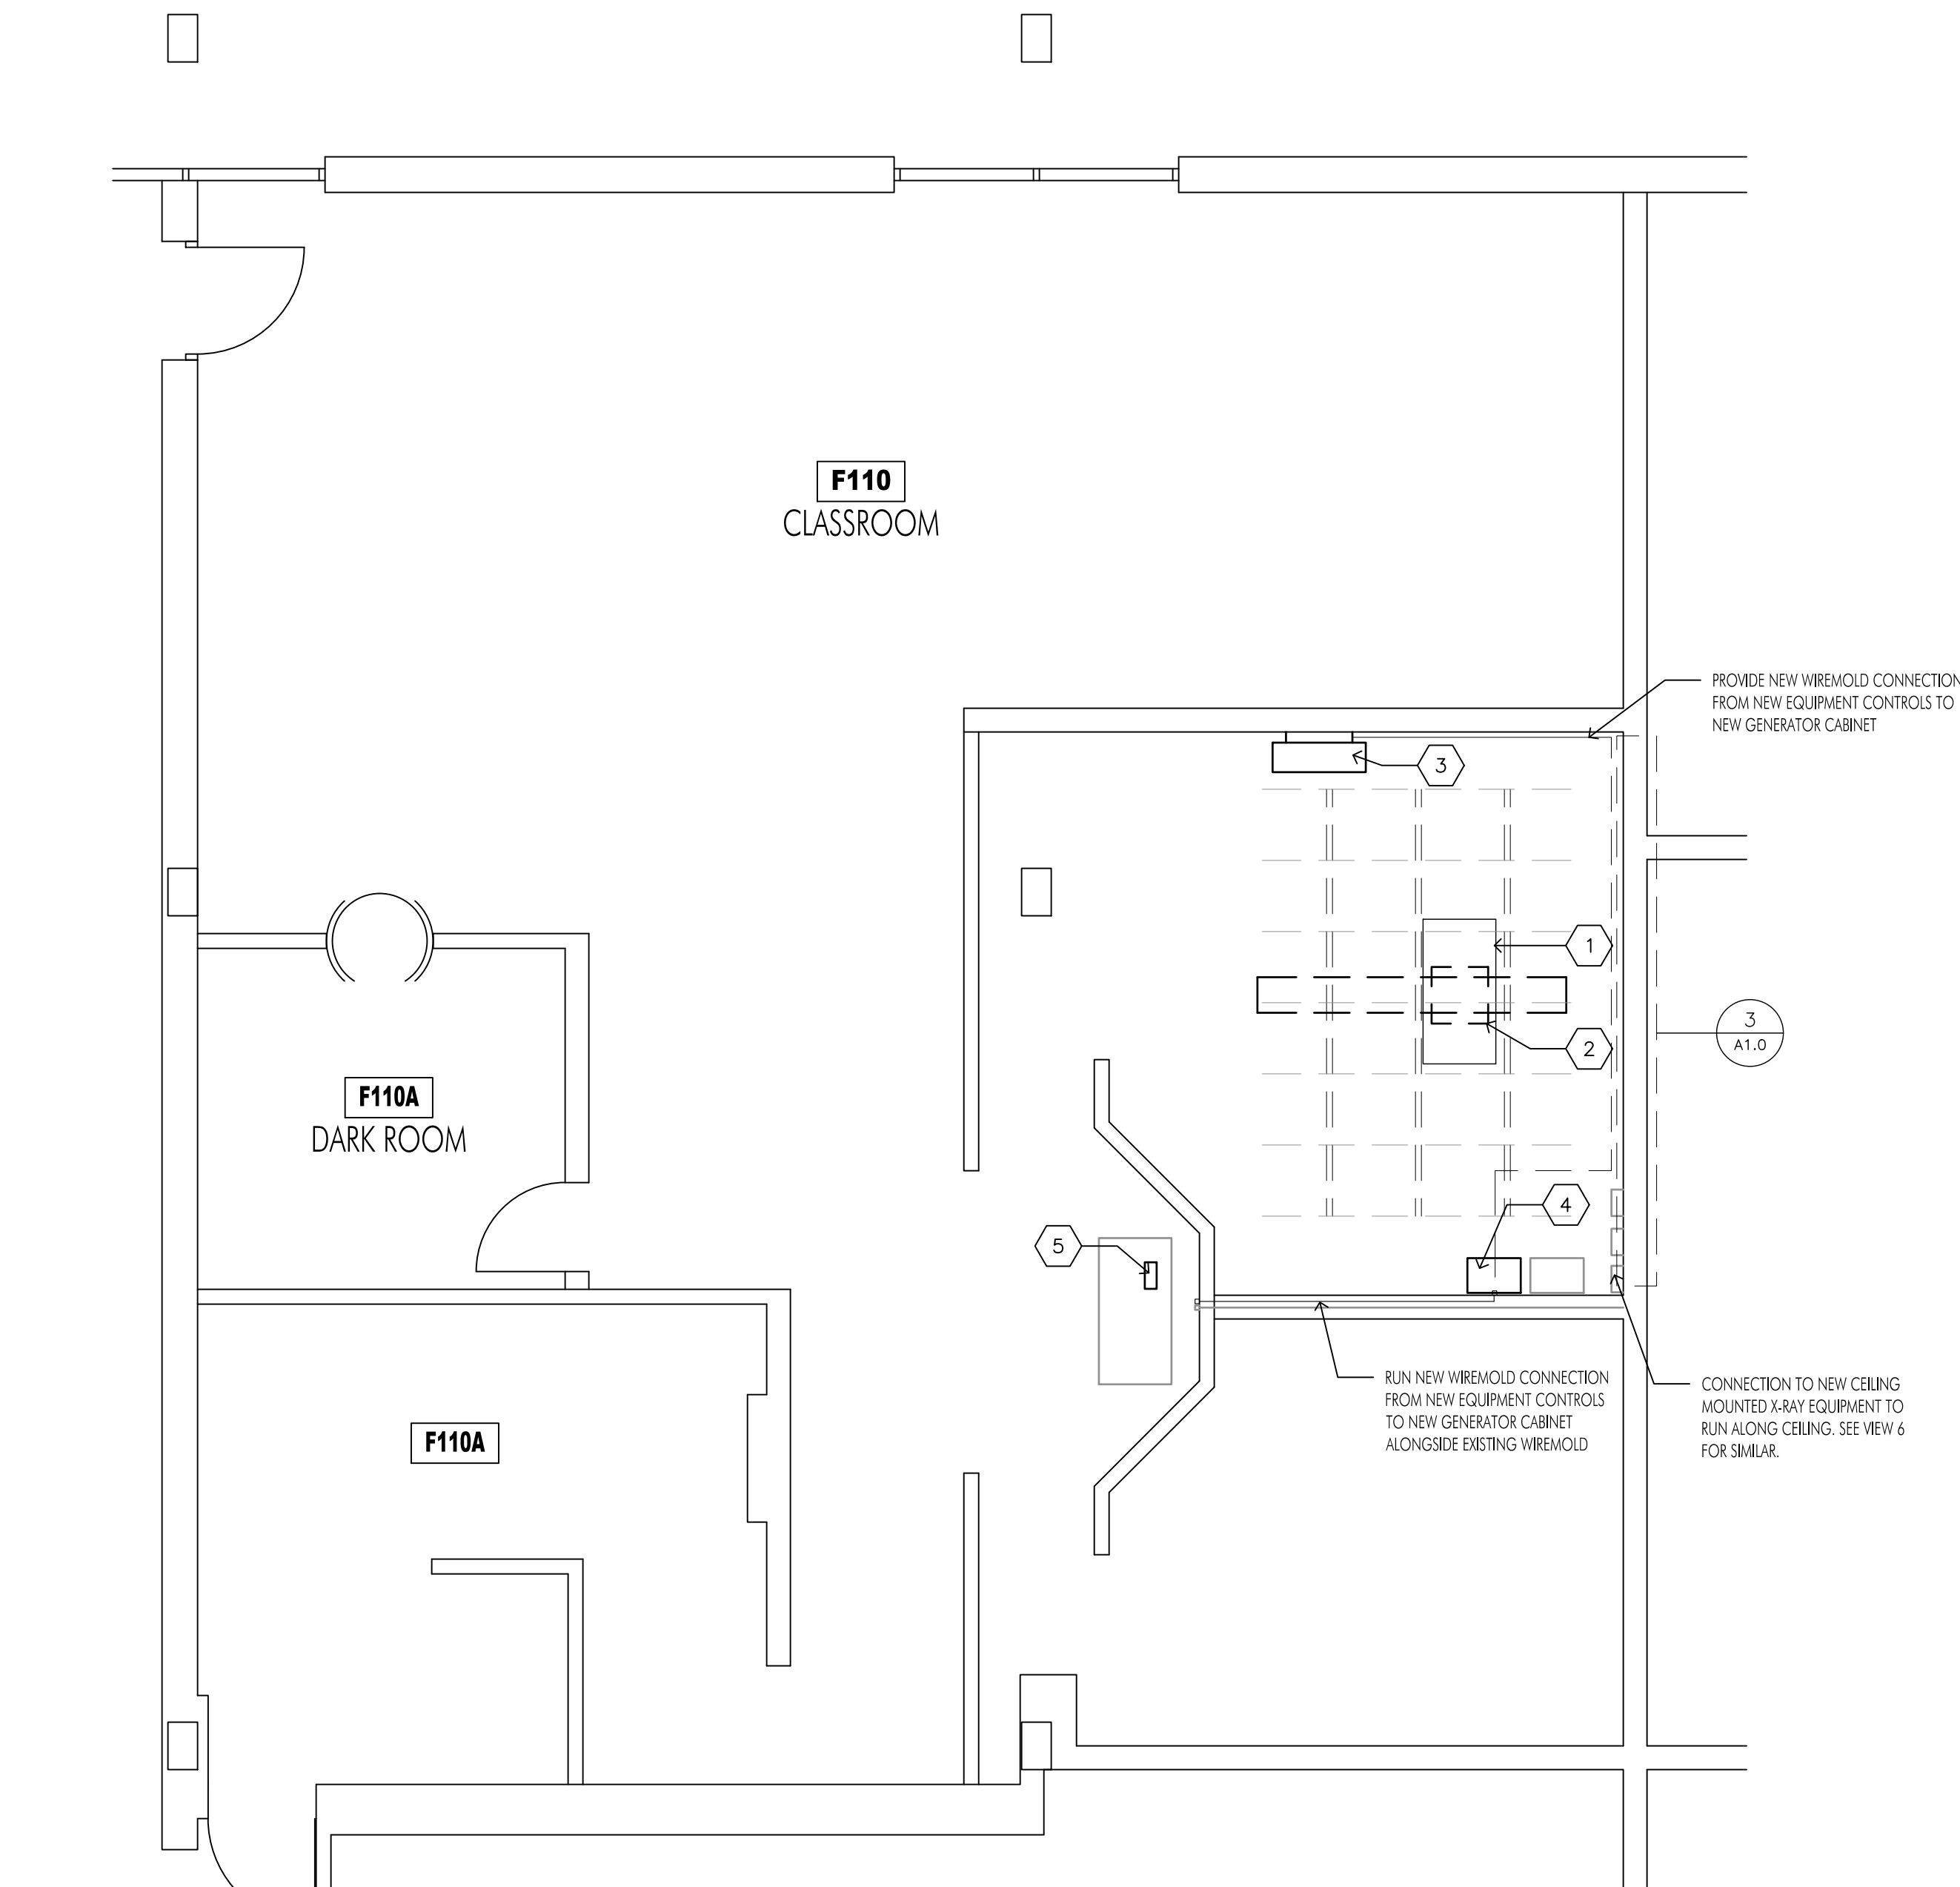 F110
CLASSROOM
PROVIDE NEW WIREMOLD CONNECTION
FROM NEW EQUIPMENT CONTROLS TO
NEW GENERATOR CABINET
3
1
2
3
A1.0
F110A
DARK ROOM
4
5
RUN NEW WIREMOLD CONNECTION
FROM NEW EQUIPMENT CONTROLS
TO NEW GENERATOR CABINET
ALONGSIDE EXISTING WIREMOLD
CONNECTION TO NEW CEILING
MOUNTED X-RAY EQUIPMENT TO
RUN ALONG CEILING. SEE VIEW 6
FOR SIMILAR.
F110A